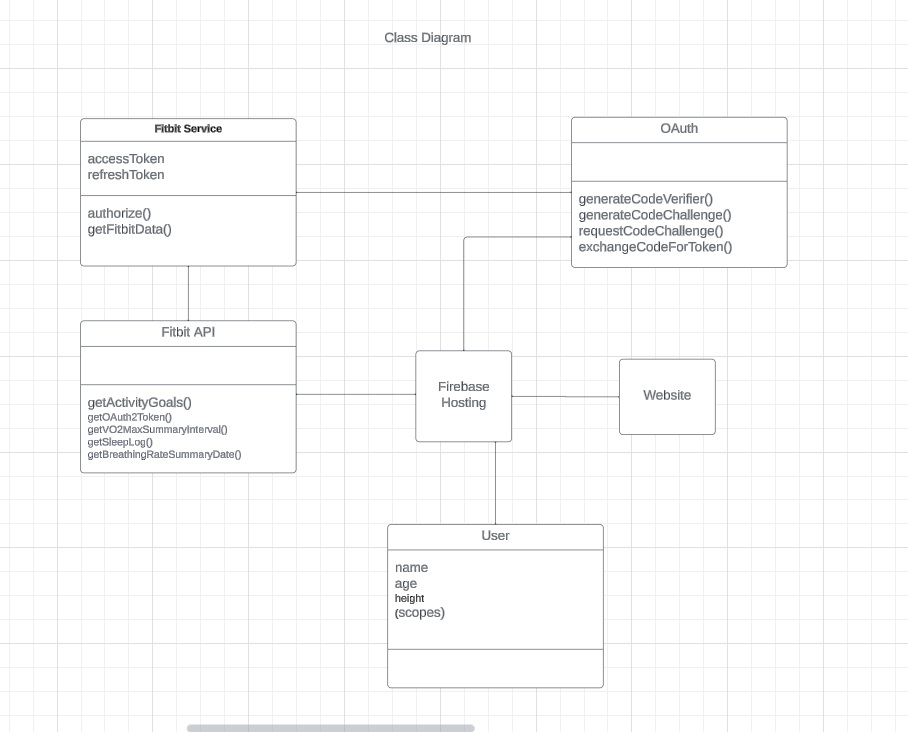 Class Diagram
Fitbit Service
accessToken
refreshToken
authorize()
getFitbitData()
OAuth
generateCodeVerifier()
generateCodeChallenge()
requestCodeChallenge()
exchangeCodeForToken()
Fitbit API
getActivityGoals()
getOAuth2Token()
getVO2MaxSummaryInterval()
getSleepLog()
getBreathingRateSummaryDate()
Firebase
Hosting
Website
User
name
age
height
(scopes)